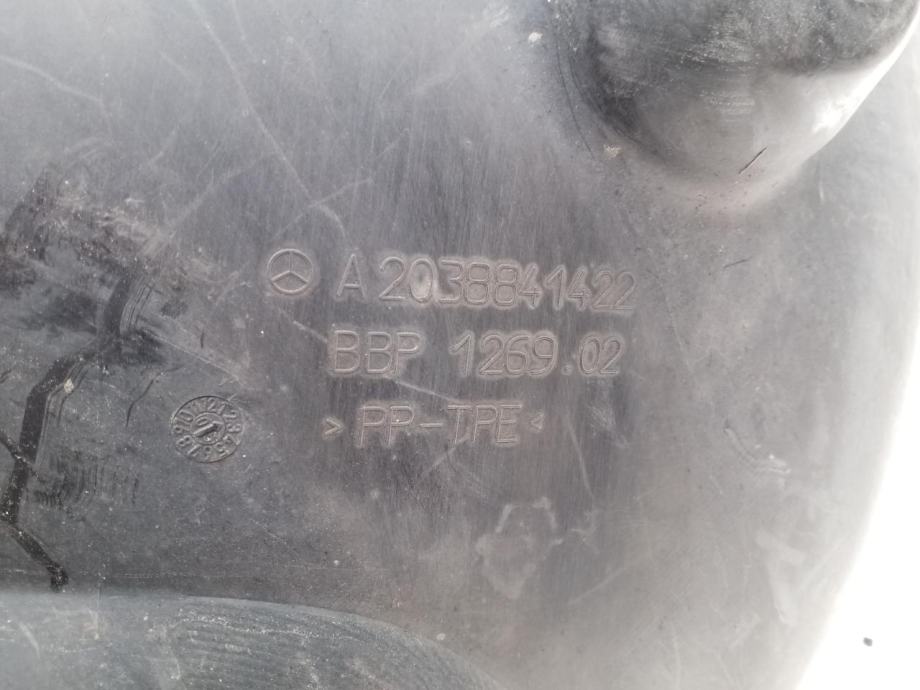 A 2038841422
BBP 1269.02
> PP-TPE <